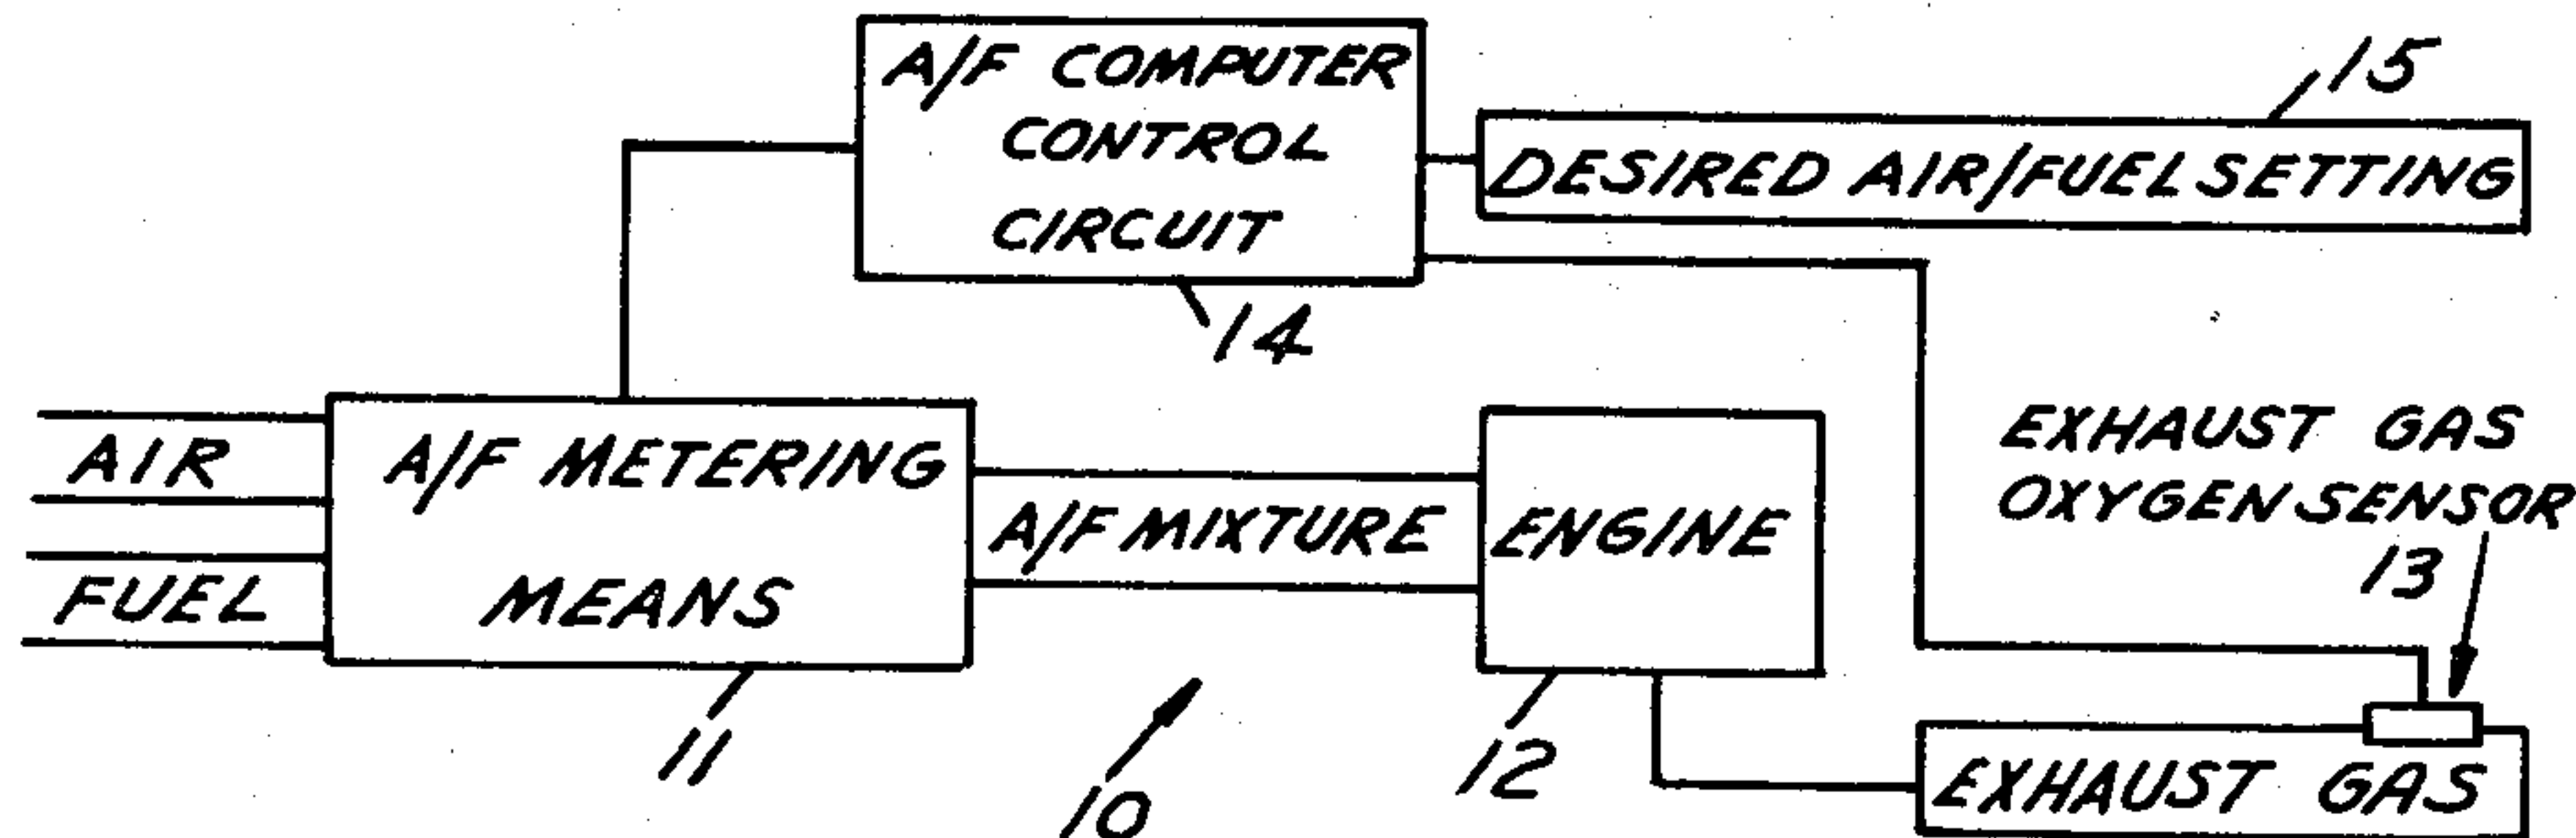 A/F COMPUTER
CONTROL
CIRCUIT
15
DESIRED AIR/FUEL SETTING
14
AIR
FUEL
A/F METERING
MEANS
A/F MIXTURE
ENGINE
EXHAUST GAS
OXYGEN SENSOR
13
11
10
12
EXHAUST GAS